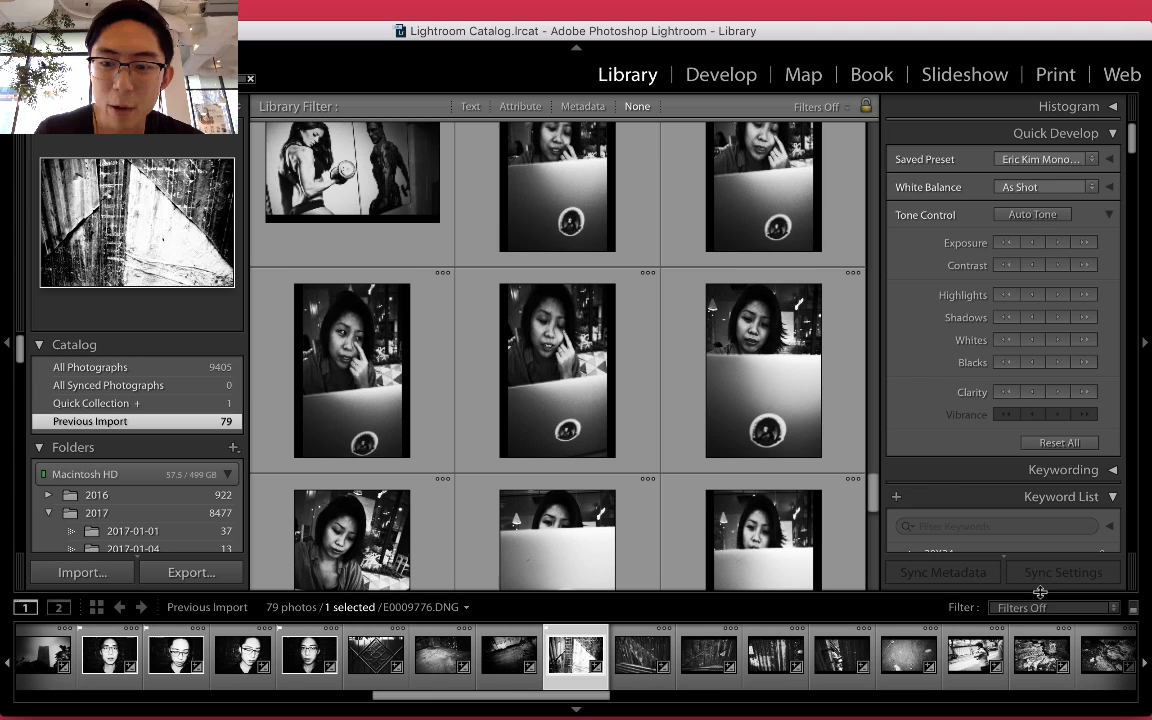 Lightroom Catalog.lrcat - Adobe Photoshop Lightroom - Library
Library | Develop | Map | Book | Slideshow | Print | Web
Library Filter : Text Attribute Metadata None Filters Off
Histogram
Quick Develop
Saved Preset Eric Kim Mono...
White Balance As Shot
Tone Control Auto Tone
Exposure
Contrast
Highlights
Shadows
Whites
Blacks
Clarity
Vibrance
Reset All
Keywording
+ Keyword List
Filter Keywords
Sync Metadata Sync Settings
Catalog
All Photographs 9405
All Synced Photographs 0
Quick Collection + 1
Previous Import 79
Folders +
Macintosh HD 57.5 / 499 GB
2016 922
2017 8477
2017-01-01 37
2017-01-04 13
Import... Export...
1 2 Previous Import 79 photos / 1 selected / E0009776.DNG Filter : Filters Off